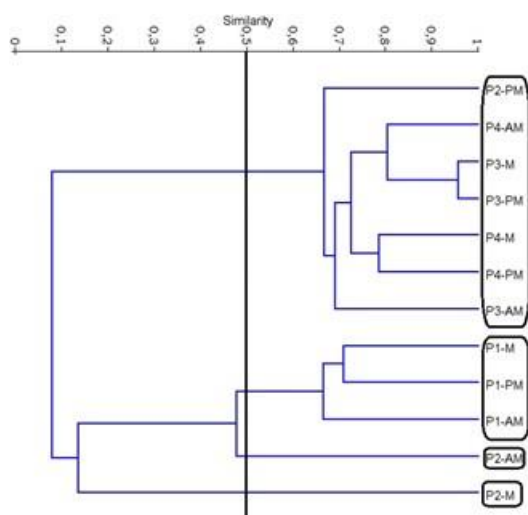 Similarity
0 0,1 0,2 0,3 0,4 0,5 0,6 0,7 0,8 0,9 1
P2-PM
P4-AM
P3-M
P3-PM
P4-M
P4-PM
P3-AM
P1-M
P1-PM
P1-AM
P2-AM
P2-M